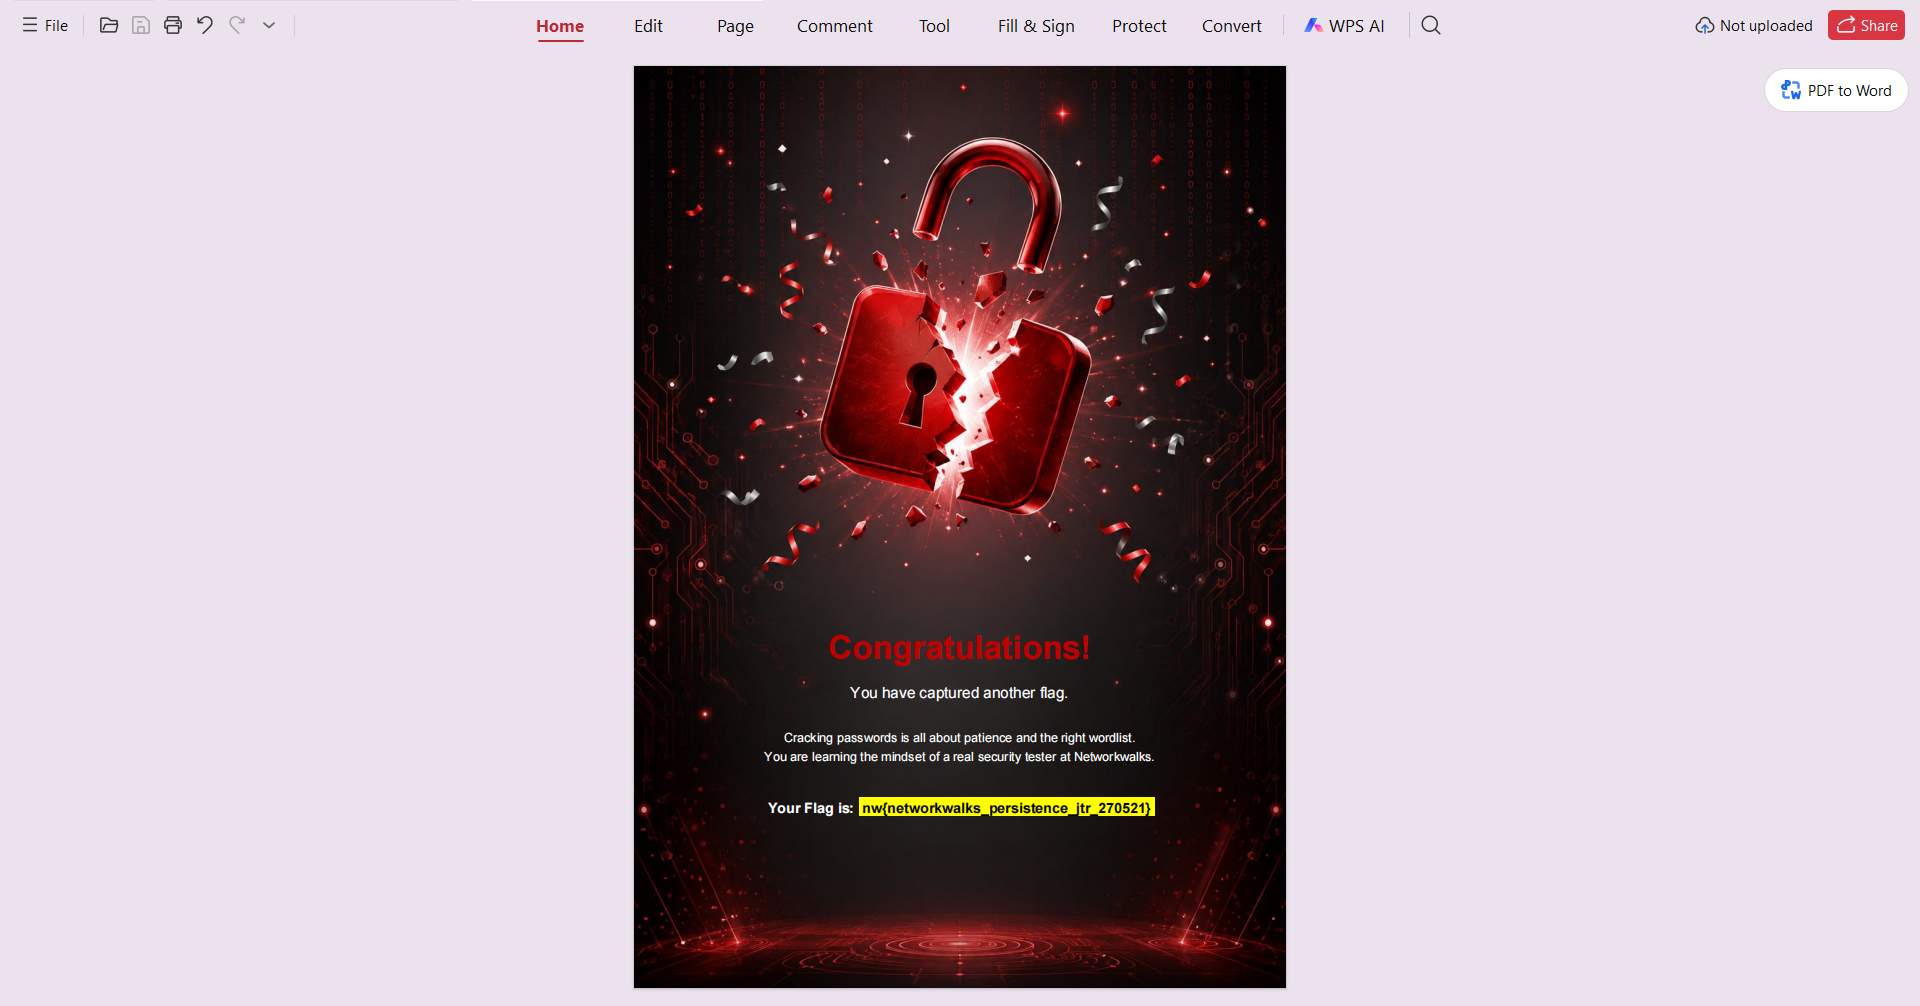 File
Home
Edit
Page
Comment
Tool
Fill & Sign
Protect
Convert
WPS AI
Not uploaded
Share
PDF to Word
Congratulations!
You have captured another flag.
Cracking passwords is all about patience and the right wordlist.
You are learning the mindset of a real security tester at Networkwalks.
Your Flag is: nw{networkwalks_persistence_jtr_270521}